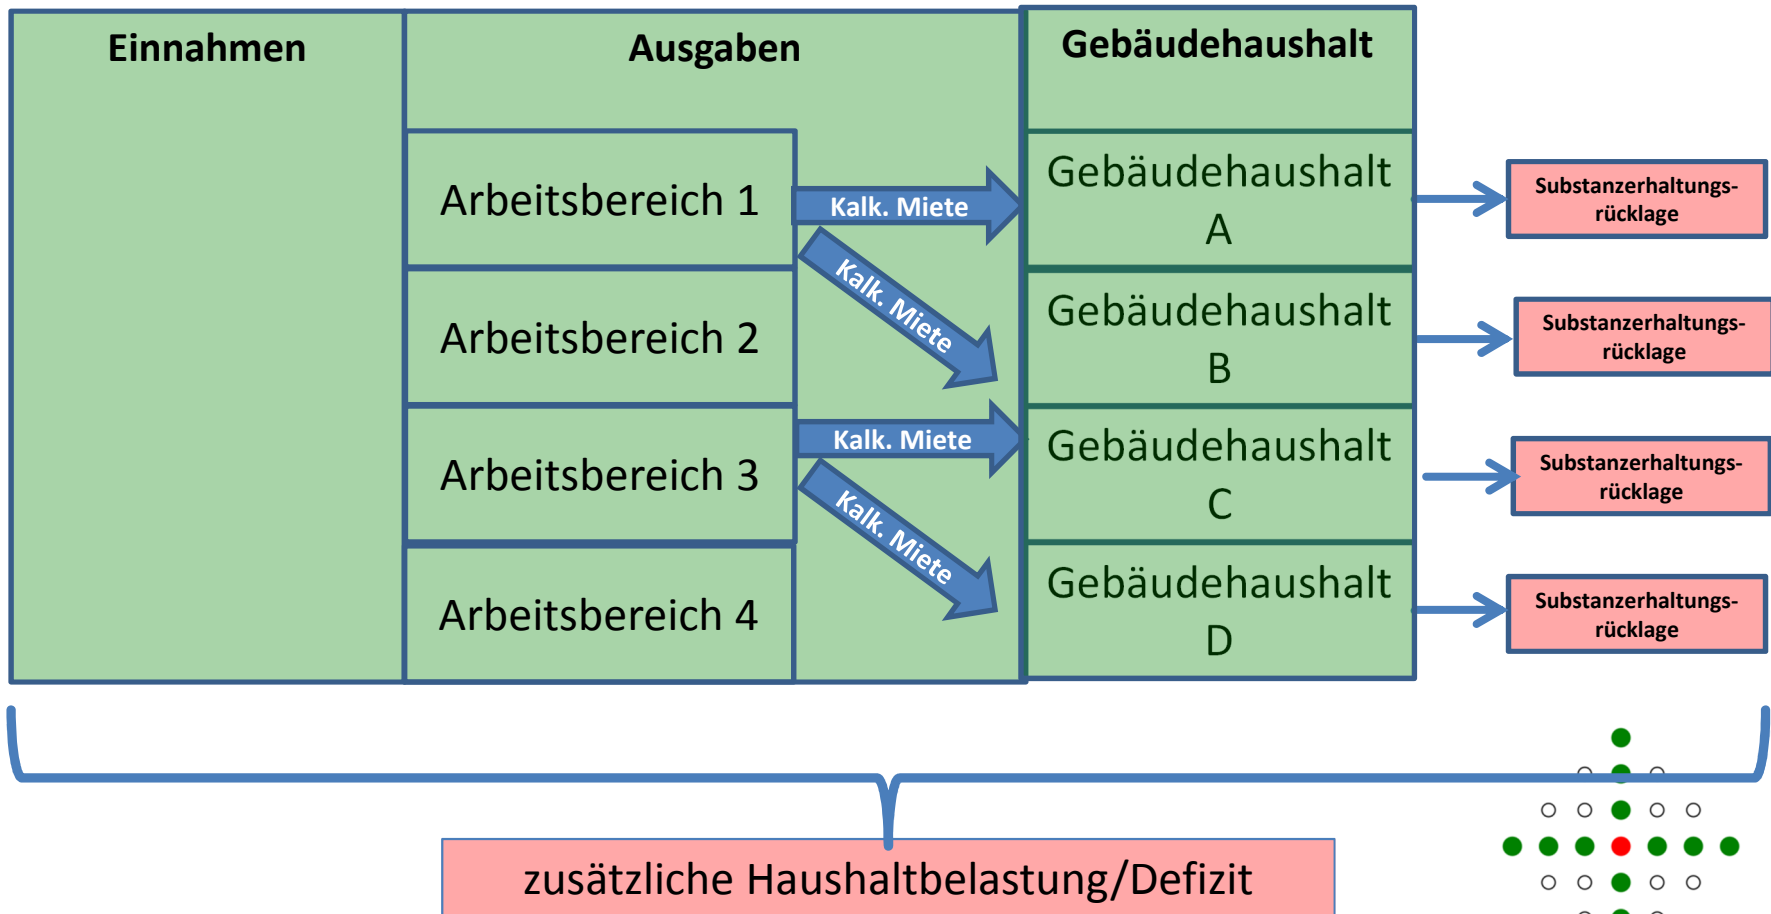 Einnahmen
Ausgaben
Gebäudehaushalt
Arbeitsbereich 1
Kalk. Miete
Gebäudehaushalt
A
Substanzerhaltungs-
rücklage
Kalk. Miete
Arbeitsbereich 2
Gebäudehaushalt
B
Substanzerhaltungs-
rücklage
Arbeitsbereich 3
Kalk. Miete
Gebäudehaushalt
C
Substanzerhaltungs-
rücklage
Kalk. Miete
Arbeitsbereich 4
Gebäudehaushalt
D
Substanzerhaltungs-
rücklage
zusätzliche Haushaltbelastung/Defizit